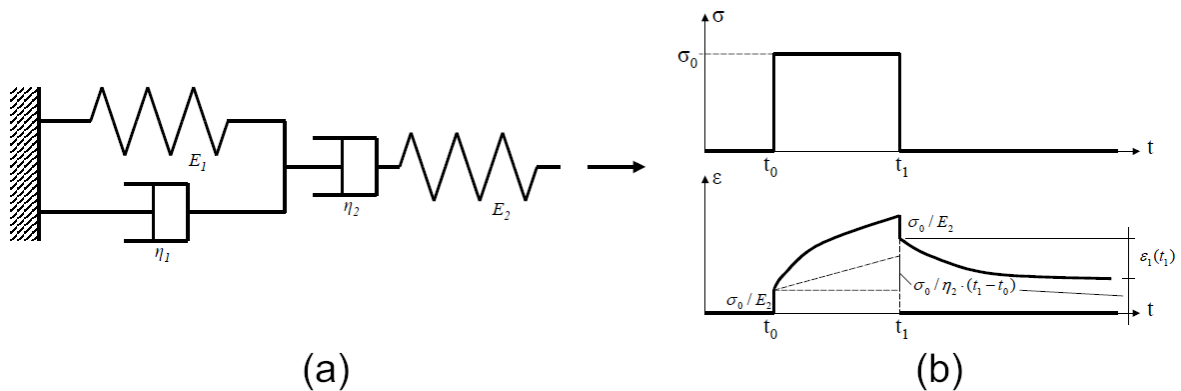 E₁
η₁
η₂
E₂
(a)
σ
σ₀
t₀
t₁
t
ε
σ₀ / E₂
ε₁(t₁)
σ₀ / η₂ · (t₁ − t₀)
σ₀ / E₂
t₀
t₁
t
(b)